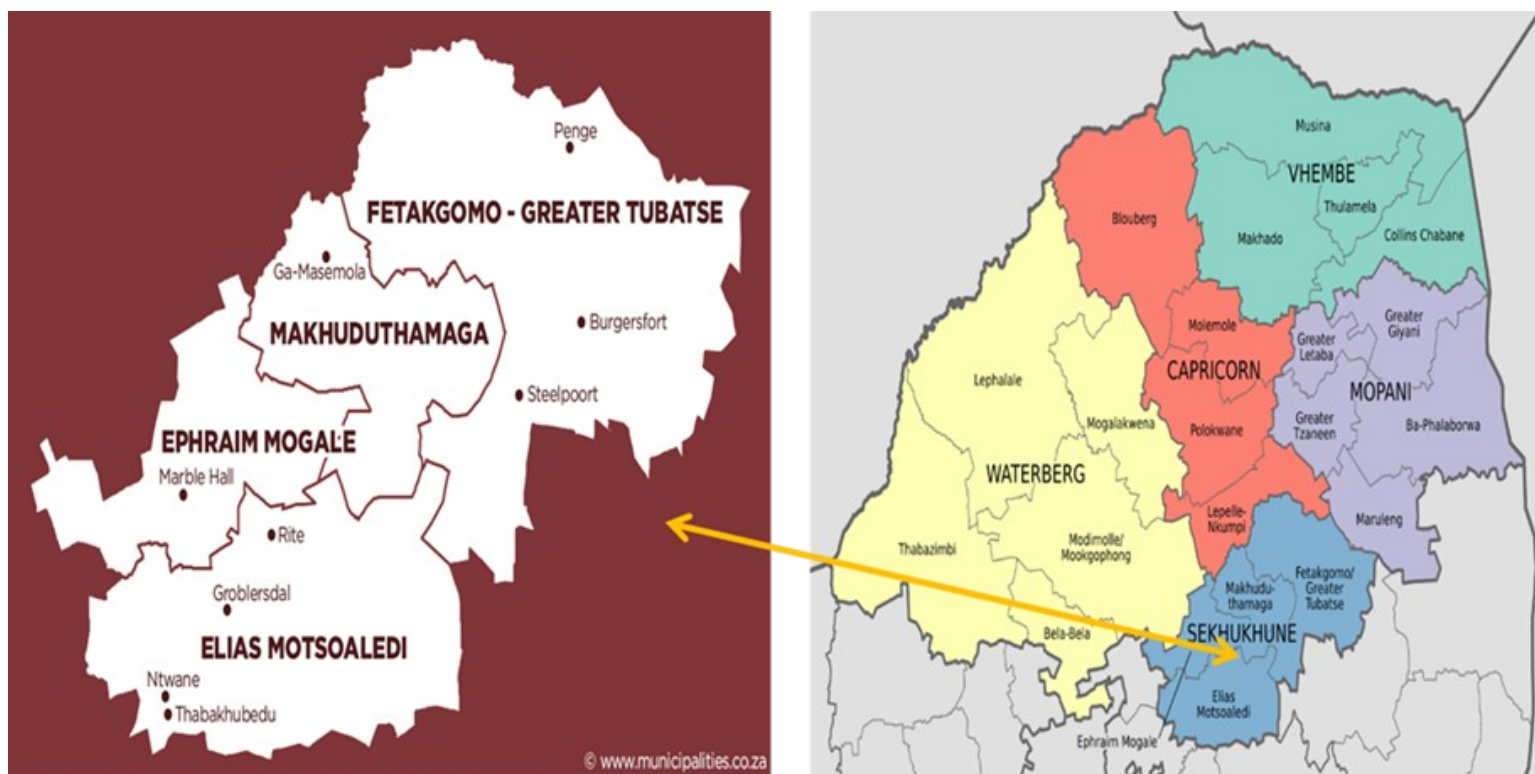 Penge
FETAKGOMO - GREATER TUBATSE
Ga-Masemola
MAKHUDUTHAMAGA
Burgersfort
Steelpoort
EPHRAIM MOGALE
Marble Hall
Rite
Groblersdal
ELIAS MOTSOALEDI
Ntwane
Thabakhubedu
© www.municipalities.co.za
Musina
VHEMBE
Thulamela
Makhado
Collins Chabane
Blouberg
Molemole
CAPRICORN
Polokwane
Lepelle-
Nkumpi
Greater
Giyani
Greater
Letaba
MOPANI
Greater
Tzaneen
Ba-Phalaborwa
Maruleng
Lephalale
Mogalakwena
WATERBERG
Thabazimbi
Modimolle/
Mookgophong
Bela-Bela
Makhudu-
thamaga
Fetakgomo/
Greater
Tubatse
SEKHUKHUNE
Elias
Motsoaledi
Ephraim Mogale